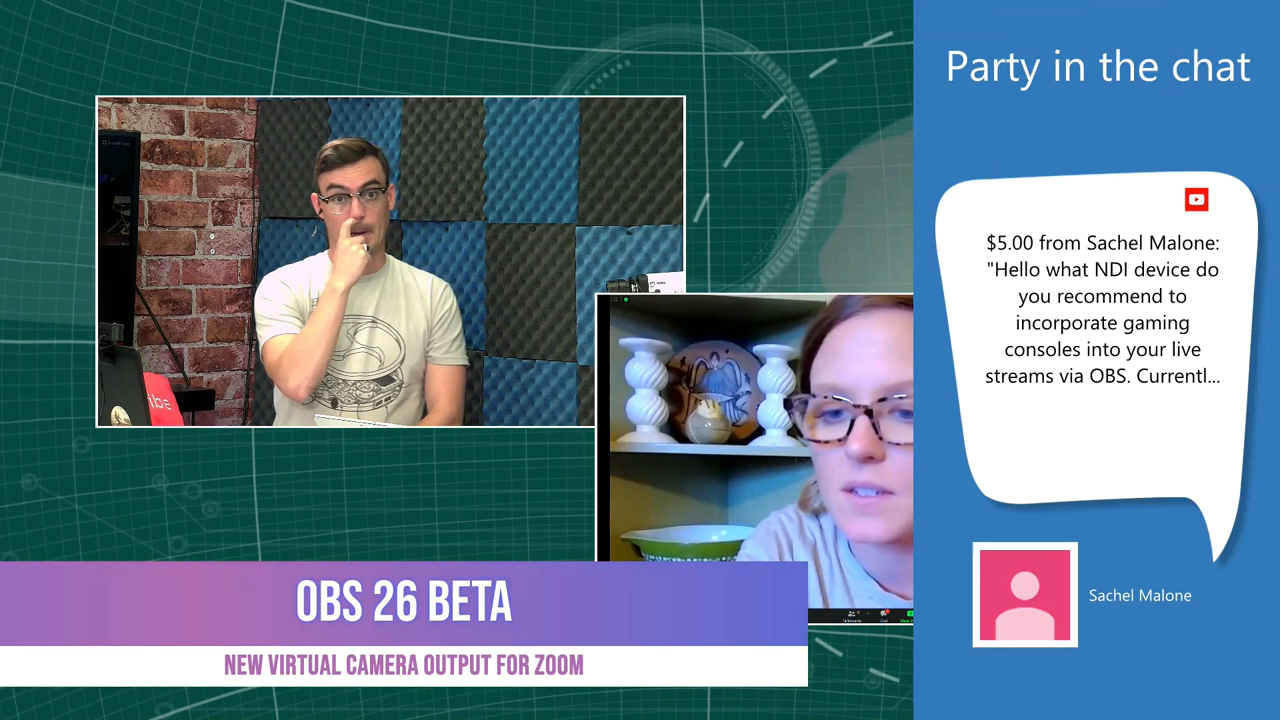 Party in the chat
$5.00 from Sachel Malone:
"Hello what NDI device do
you recommend to
incorporate gaming
consoles into your live
streams via OBS. Currentl...
Sachel Malone
OBS 26 BETA
NEW VIRTUAL CAMERA OUTPUT FOR ZOOM